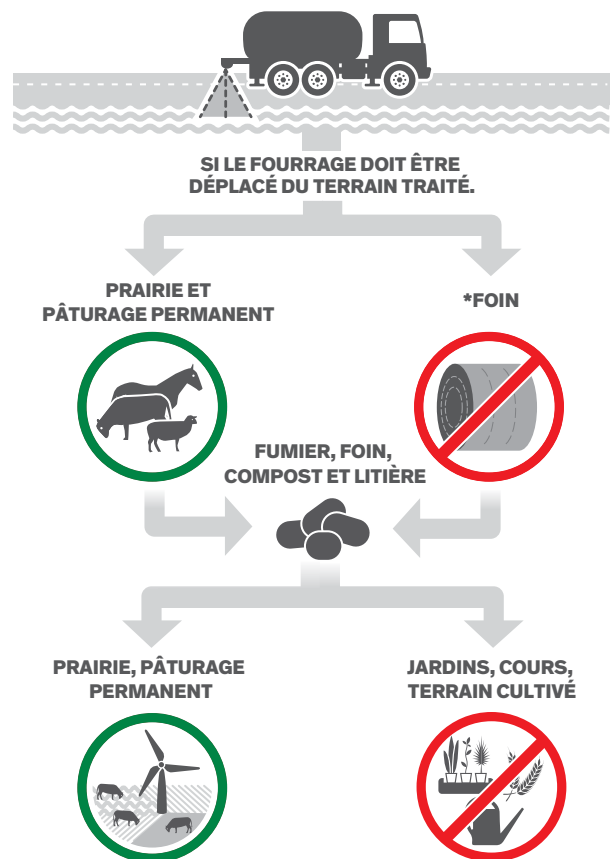 SI LE FOURRAGE DOIT ÊTRE
DÉPLACÉ DU TERRAIN TRAITÉ.
PRAIRIE ET
PÂTURAGE PERMANENT
*FOIN
FUMIER, FOIN,
COMPOST ET LITIÈRE
PRAIRIE, PÂTURAGE
PERMANENT
JARDINS, COURS,
TERRAIN CULTIVÉ